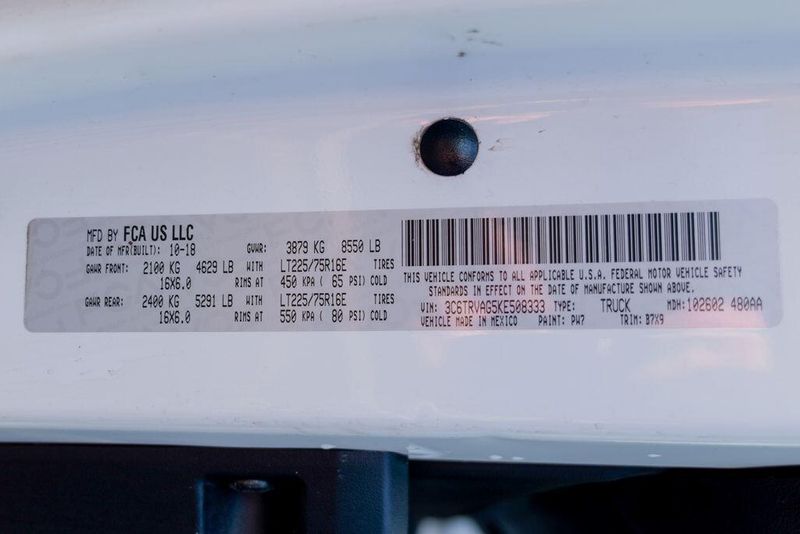 MFD BY FCA US LLC
DATE OF MFR(BUILT): 10-18 GVWR: 3879 KG 8550 LB
GAWR FRONT: 2100 KG 4629 LB WITH LT225/75R16E TIRES
16X6.0 RIMS AT 450 KPA ( 65 PSI) COLD
GAWR REAR: 2400 KG 5291 LB WITH LT225/75R16E TIRES
16X6.0 RIMS AT 550 KPA ( 80 PSI) COLD
THIS VEHICLE CONFORMS TO ALL APPLICABLE U.S.A. FEDERAL MOTOR VEHICLE SAFETY
STANDARDS IN EFFECT ON THE DATE OF MANUFACTURE SHOWN ABOVE.
VIN: 3C6TRVAG5KE508333 TYPE: TRUCK MDH: 102602 480AA
VEHICLE MADE IN MEXICO PAINT: PW7 TRIM: B7X9